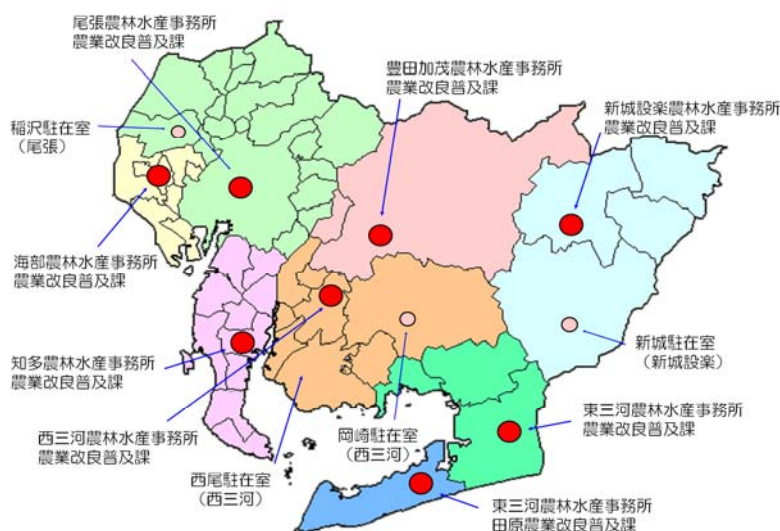 尾張農林水産事務所
農業改良普及課
豊田加茂農林水産事務所
農業改良普及課
新城設楽農林水産事務所
農業改良普及課
稲沢駐在室
（尾張）
海部農林水産事務所
農業改良普及課
新城駐在室
（新城設楽）
知多農林水産事務所
農業改良普及課
東三河農林水産事務所
農業改良普及課
西三河農林水産事務所
農業改良普及課
岡崎駐在室
（西三河）
西尾駐在室
（西三河）
東三河農林水産事務所
田原農業改良普及課